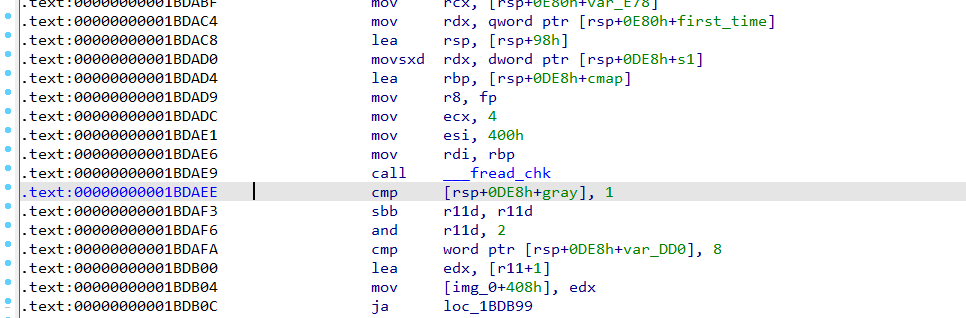 .text:00000000001BDABF mov rcx, [rsp+0E80h+var_E78]
.text:00000000001BDAC4 mov rdx, qword ptr [rsp+0E80h+first_time]
.text:00000000001BDAC8 lea rsp, [rsp+98h]
.text:00000000001BDAD0 movsxd rdx, dword ptr [rsp+0DE8h+s1]
.text:00000000001BDAD4 lea rbp, [rsp+0DE8h+cmap]
.text:00000000001BDAD9 mov r8, fp
.text:00000000001BDADC mov ecx, 4
.text:00000000001BDAE1 mov esi, 400h
.text:00000000001BDAE6 mov rdi, rbp
.text:00000000001BDAE9 call ___fread_chk
.text:00000000001BDAEE cmp [rsp+0DE8h+gray], 1
.text:00000000001BDAF3 sbb r11d, r11d
.text:00000000001BDAF6 and r11d, 2
.text:00000000001BDAFA cmp word ptr [rsp+0DE8h+var_DD0], 8
.text:00000000001BDB00 lea edx, [r11+1]
.text:00000000001BDB04 mov [img_0+408h], edx
.text:00000000001BDB0C ja loc_1BDB99